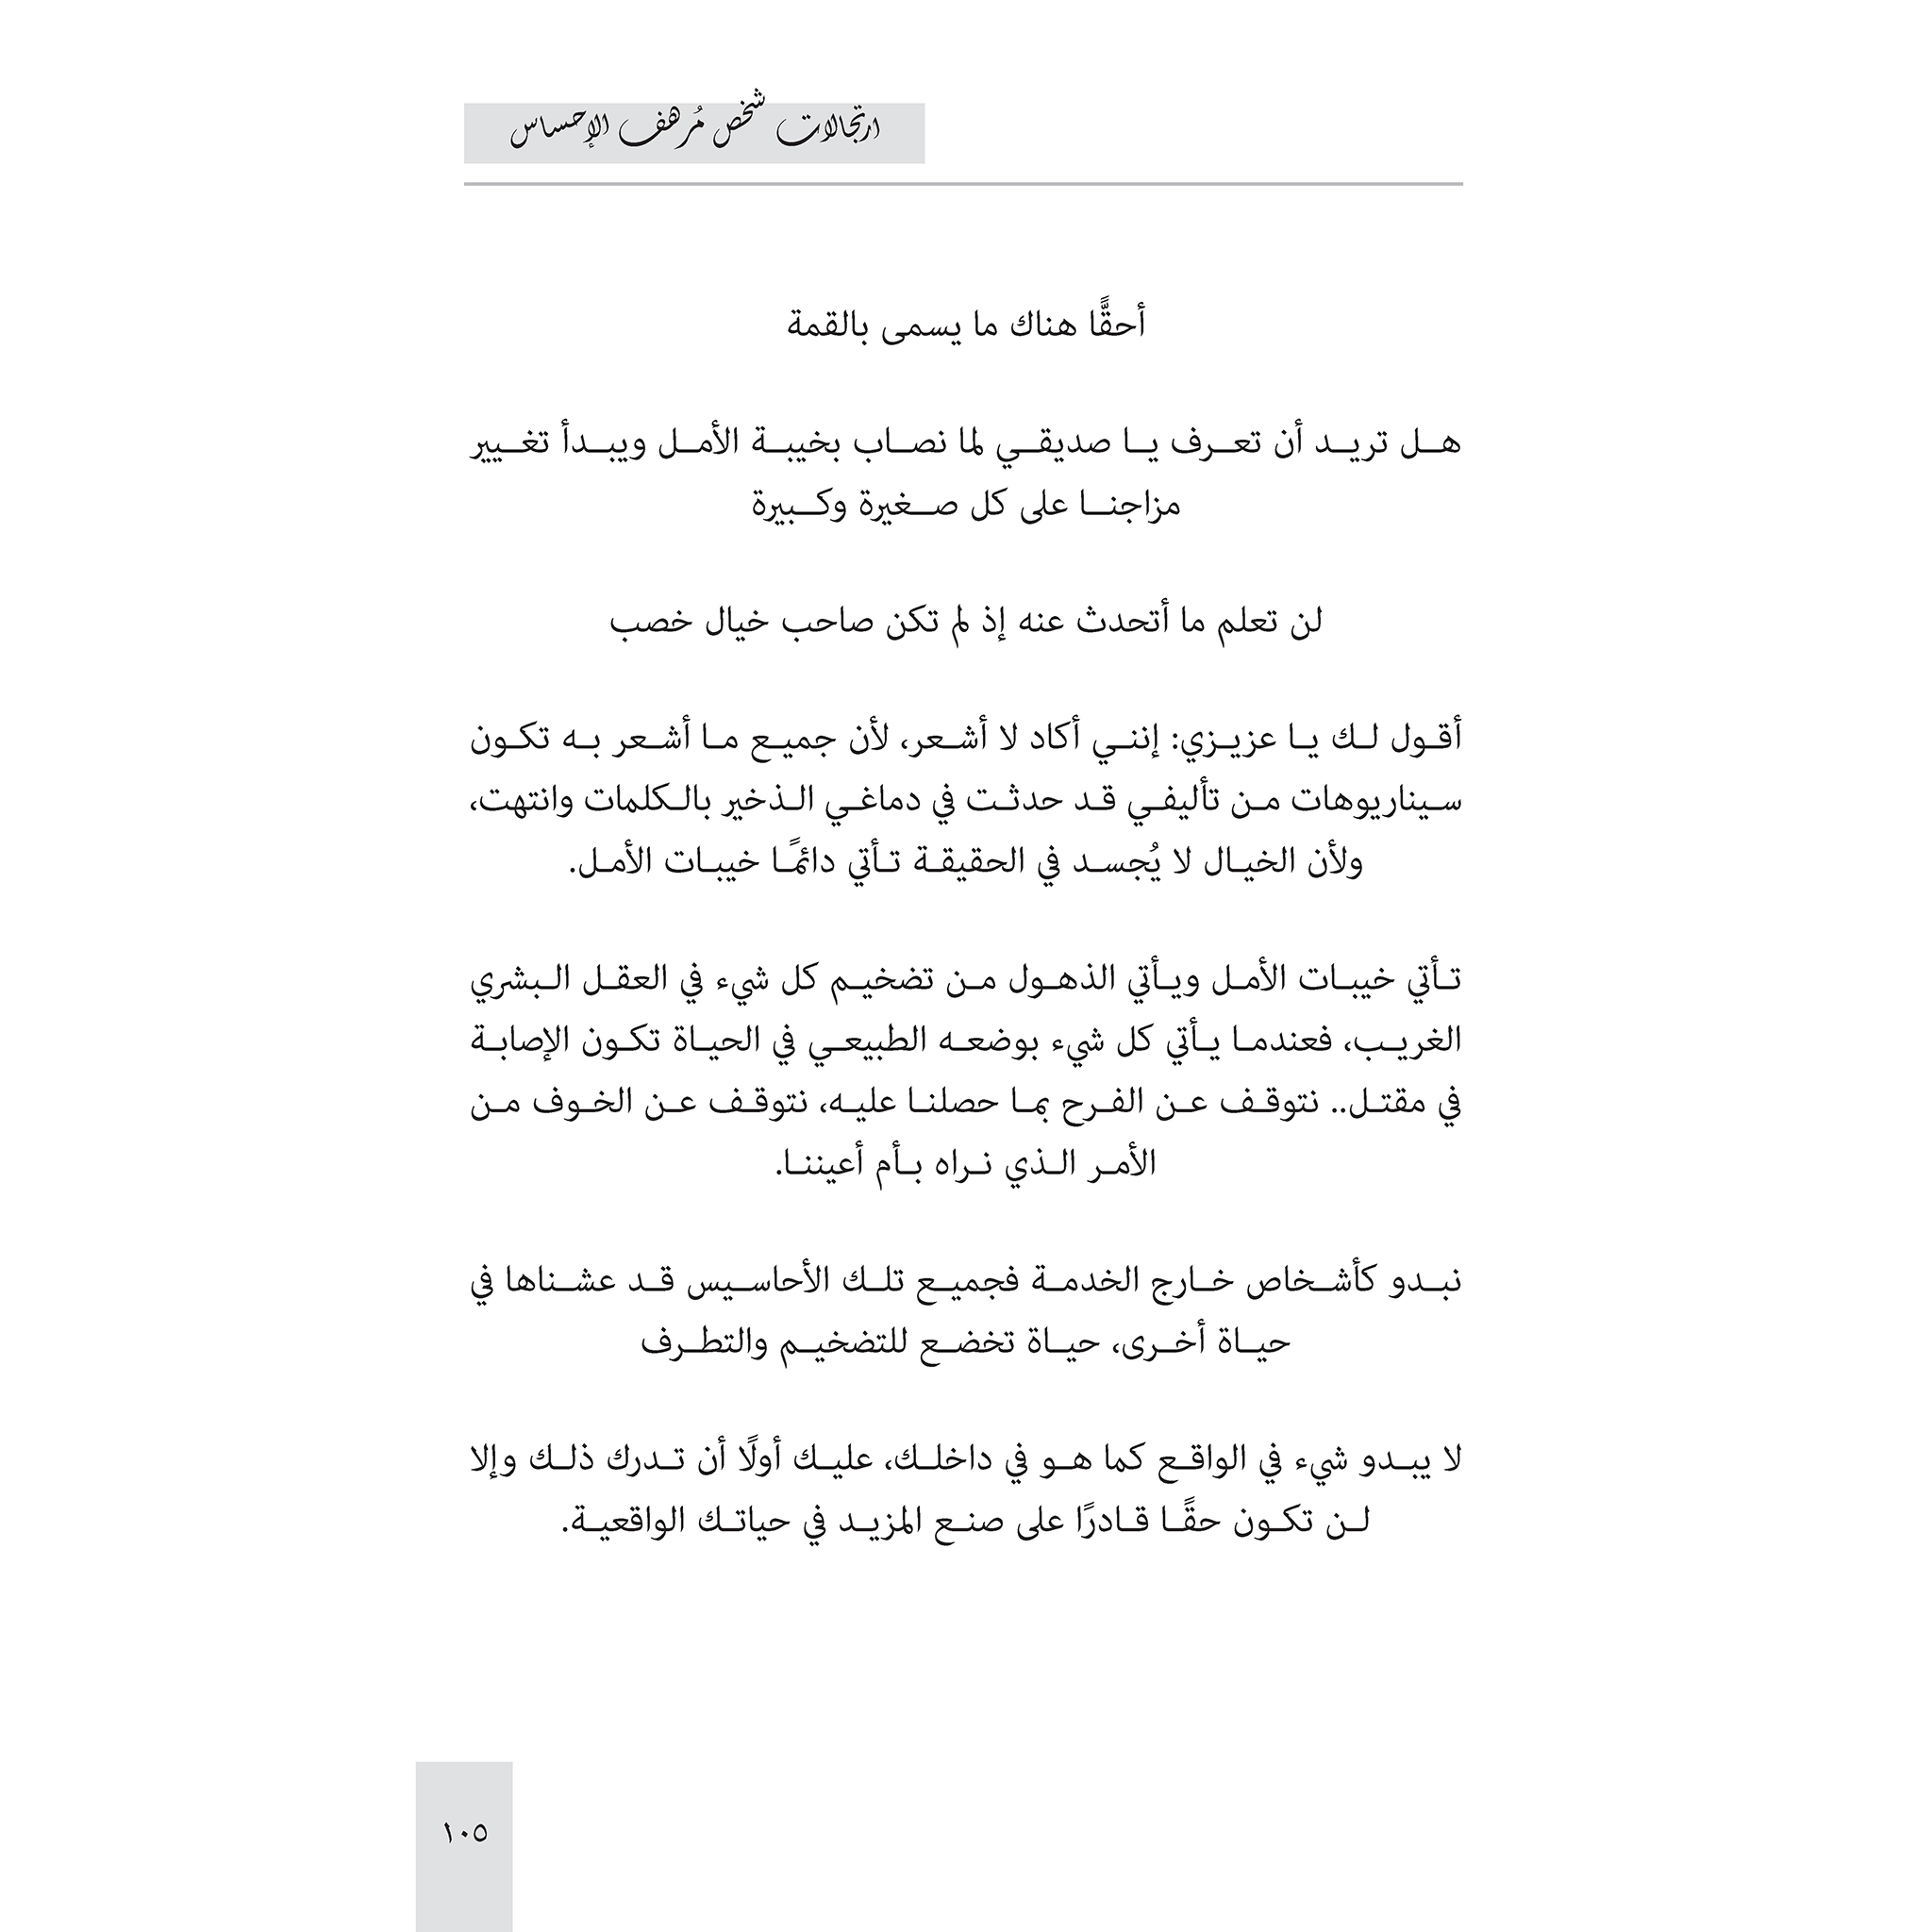 ارتجالات شخص مُرهف الإحساس
أحقًّا هناك ما يسمى بالقمة
هل تريد أن تعرف يا صديقي لما نصاب بخيبة الأمل ويبدأ تغيير
مزاجنا على كل صغيرة وكبيرة
لن تعلم ما أتحدث عنه إذ لم تكن صاحب خيال خصب
أقول لك يا عزيزي: إنني أكاد لا أشعر، لأن جميع ما أشعر به تكون
سيناريوهات من تأليفي قد حدثت في دماغي الذخير بالكلمات وانتهت،
ولأن الخيال لا يُجسد في الحقيقة تأتي دائمًا خيبات الأمل.
تأتي خيبات الأمل ويأتي الذهول من تضخيم كل شيء في العقل البشري
الغريب، فعندما يأتي كل شيء بوضعه الطبيعي في الحياة تكون الإصابة
في مقتل.. نتوقف عن الفرح بما حصلنا عليه، نتوقف عن الخوف من
الأمر الذي نراه بأم أعيننا.
نبدو كأشخاص خارج الخدمة فجميع تلك الأحاسيس قد عشناها في
حياة أخرى، حياة تخضع للتضخيم والتطرف
لا يبدو شيء في الواقع كما هو في داخلك، عليك أولًا أن تدرك ذلك وإلا
لن تكون حقًّا قادرًا على صنع المزيد في حياتك الواقعية.
١٠٥